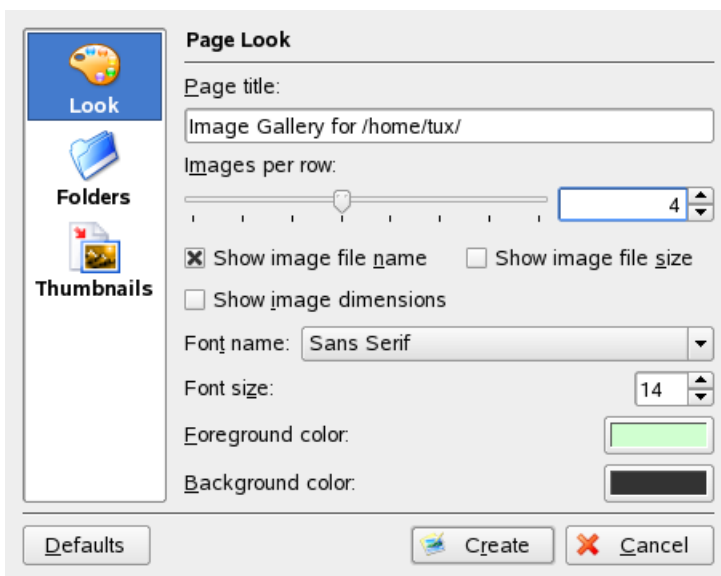 Look
Folders
Thumbnails
Page Look
Page title:
Image Gallery for /home/tux/
Images per row:
4
Show image file name
Show image file size
Show image dimensions
Font name: Sans Serif
Font size: 14
Foreground color:
Background color:
Defaults
Create
Cancel